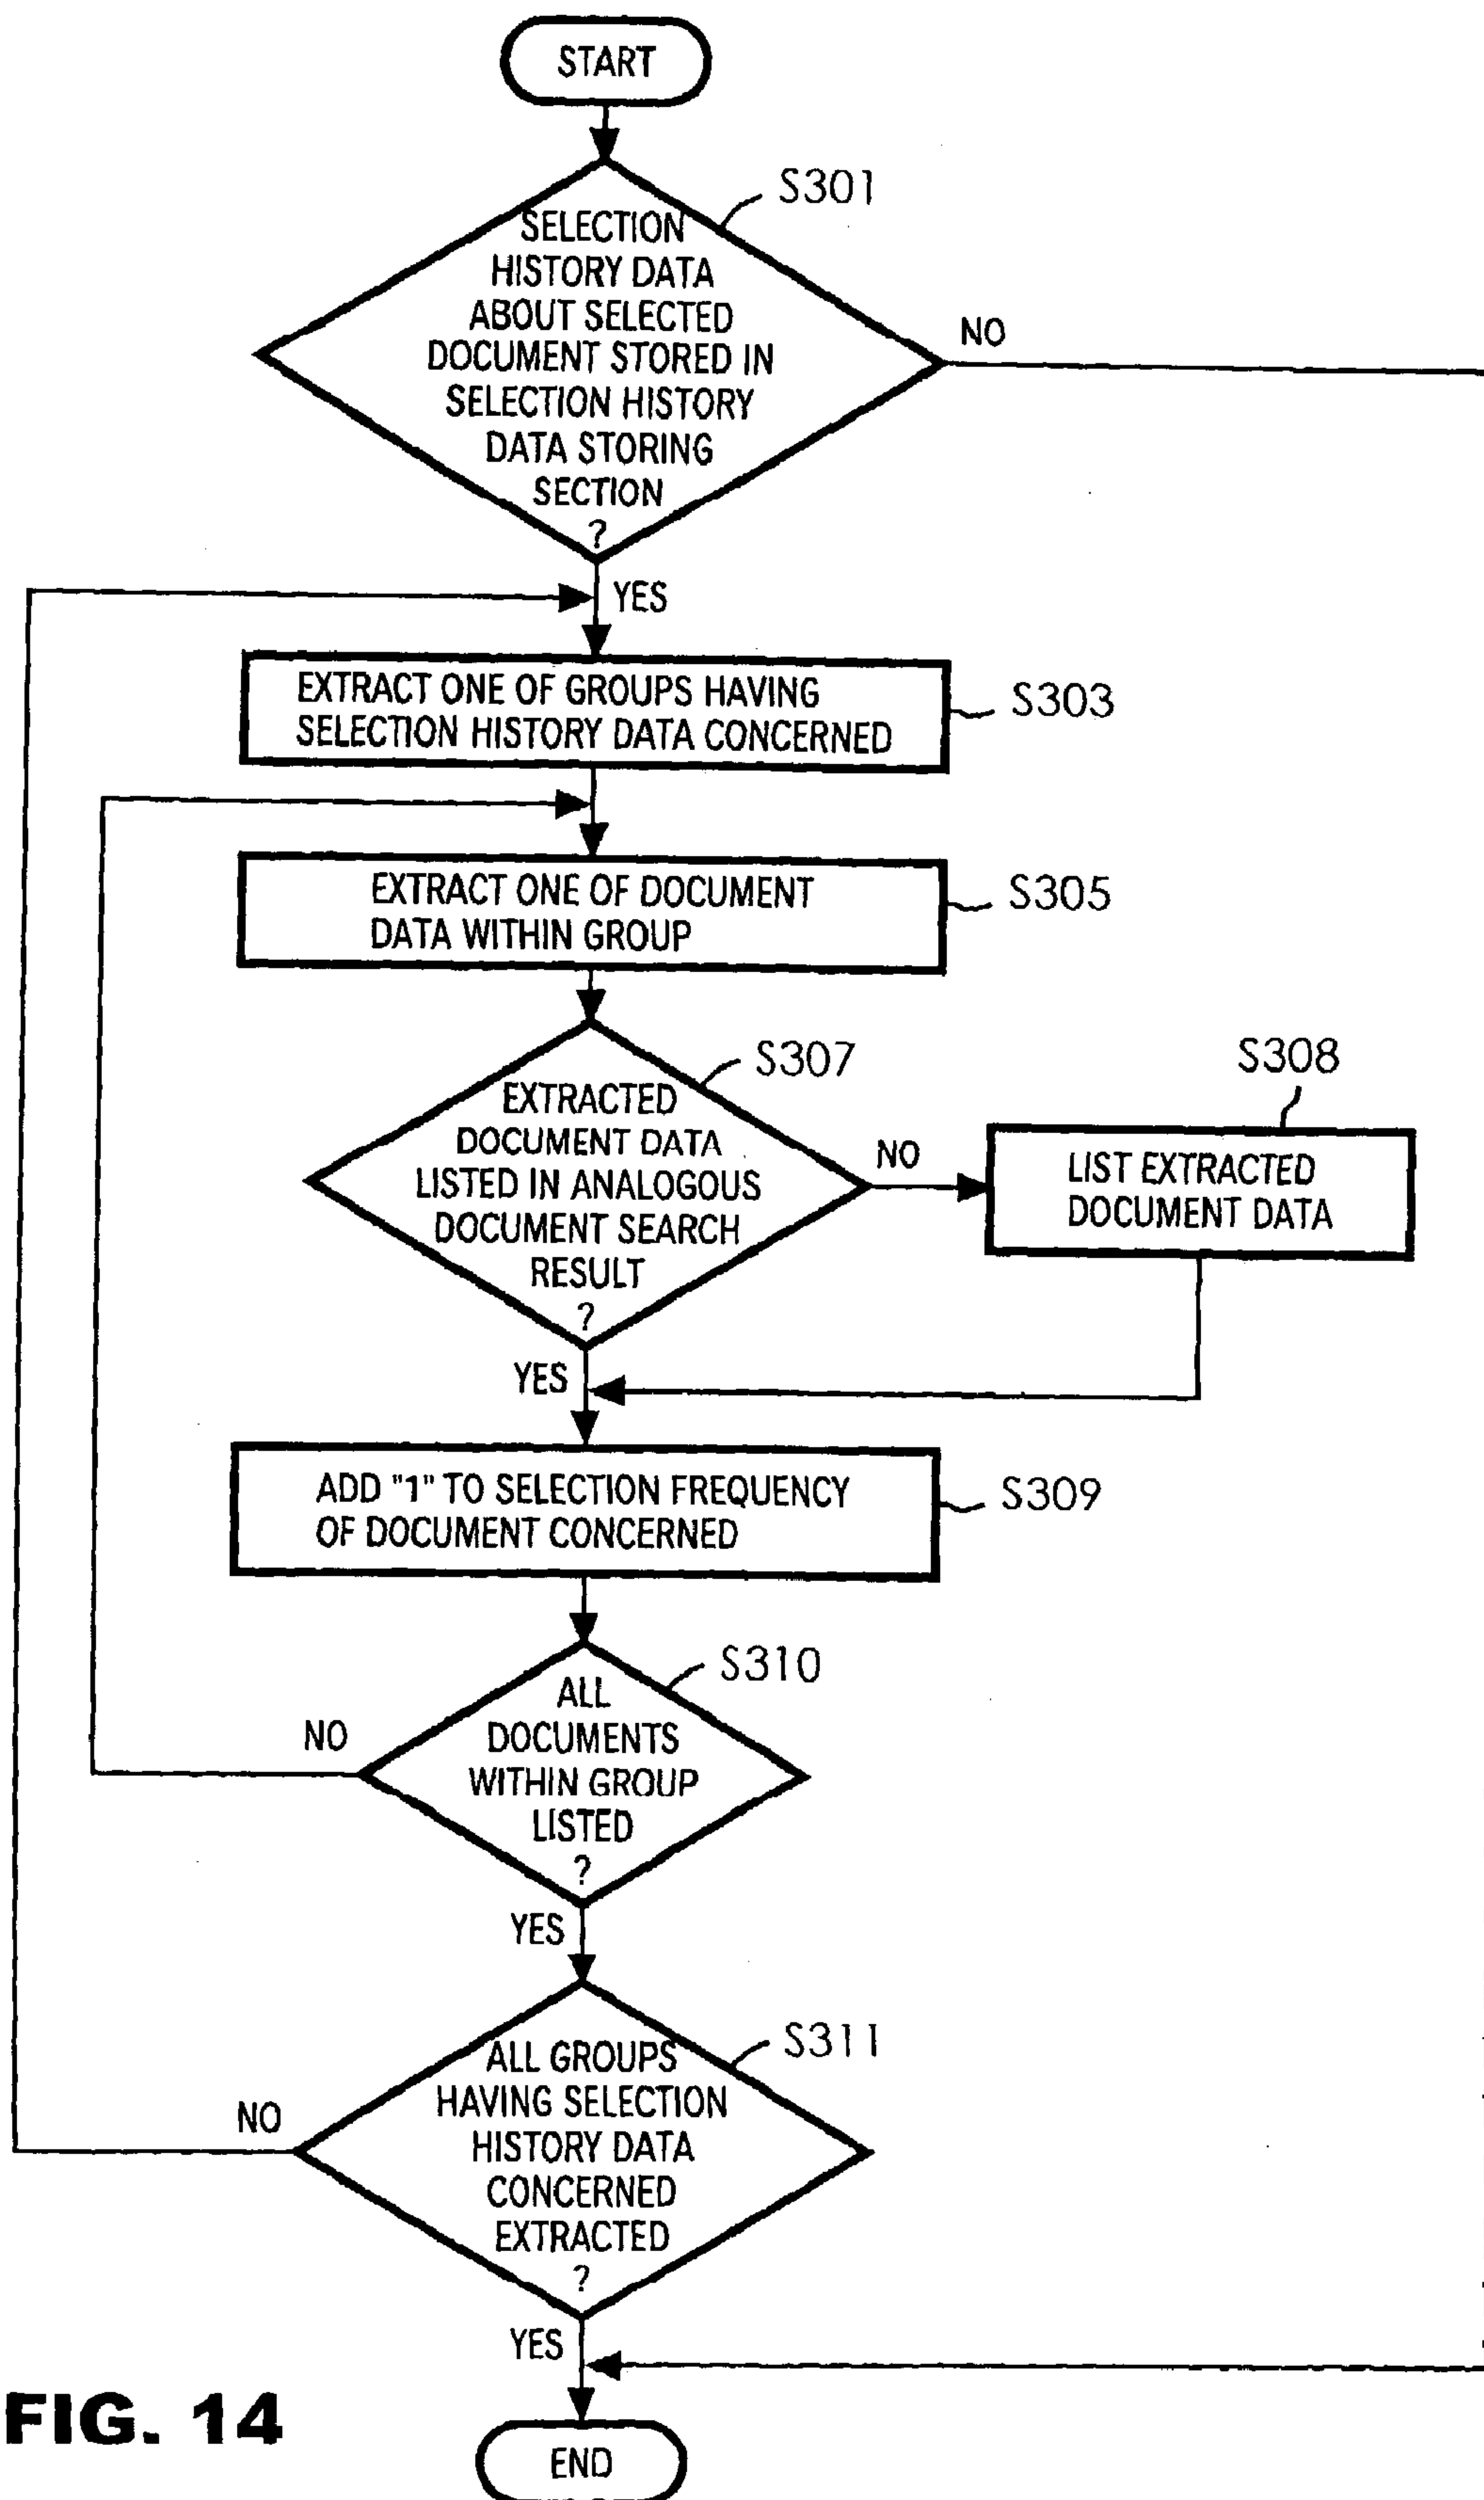 START
S301
SELECTION
HISTORY DATA
ABOUT SELECTED
DOCUMENT STORED IN
SELECTION HISTORY
DATA STORING
SECTION
?
NO
YES
EXTRACT ONE OF GROUPS HAVING
SELECTION HISTORY DATA CONCERNED
S303
EXTRACT ONE OF DOCUMENT
DATA WITHIN GROUP
S305
S307
EXTRACTED
DOCUMENT DATA
LISTED IN ANALOGOUS
DOCUMENT SEARCH
RESULT
?
NO
S308
LIST EXTRACTED
DOCUMENT DATA
YES
ADD "1" TO SELECTION FREQUENCY
OF DOCUMENT CONCERNED
S309
S310
ALL
DOCUMENTS
WITHIN GROUP
LISTED
?
NO
YES
S311
ALL GROUPS
HAVING SELECTION
HISTORY DATA
CONCERNED
EXTRACTED
?
NO
YES
END
FIG. 14